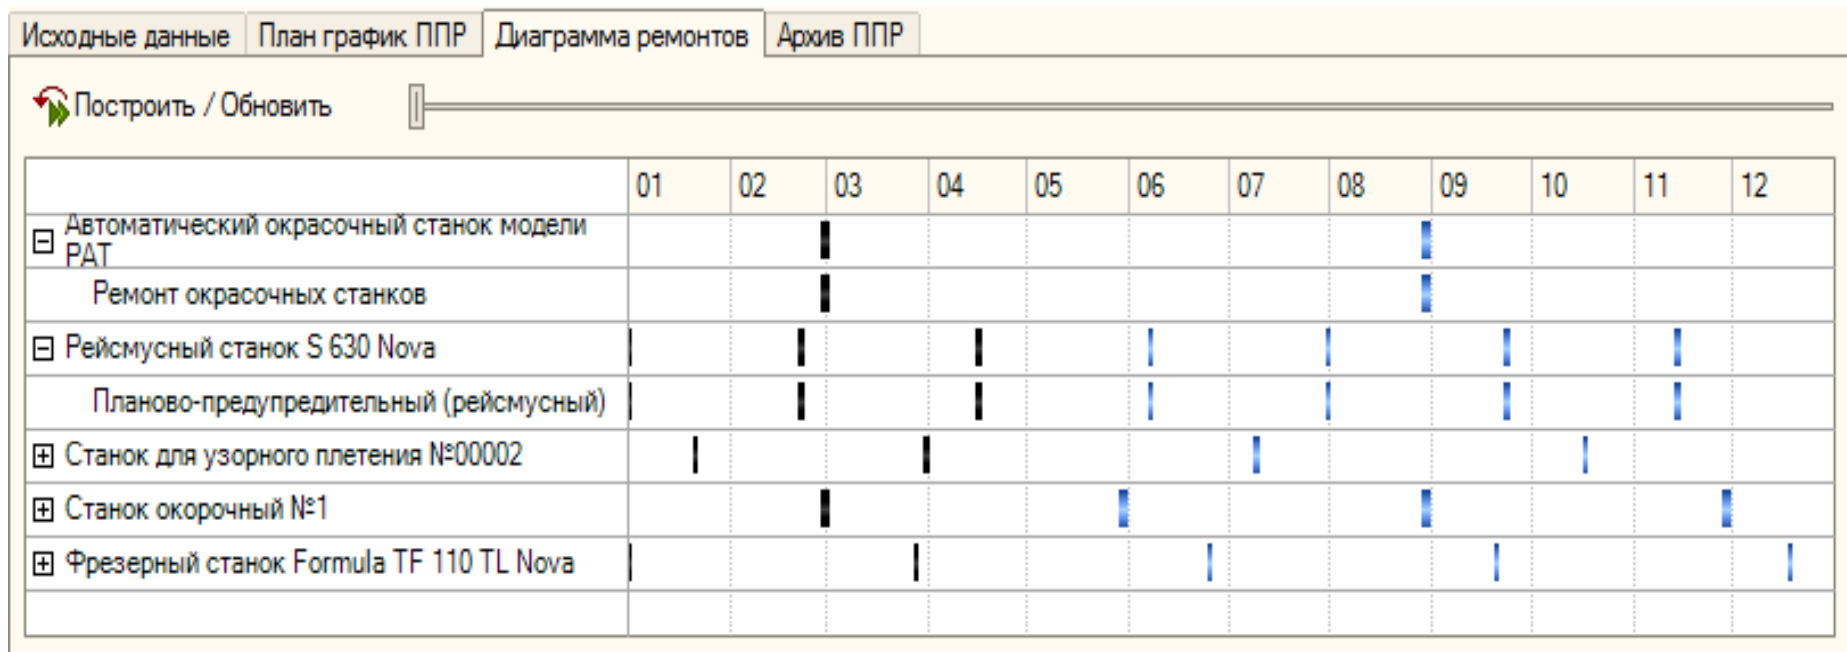 Исходные данные План график ППР Диаграмма ремонтов Архив ППР
Построить / Обновить
01 02 03 04 05 06 07 08 09 10 11 12
Автоматический окрасочный станок модели
РАТ
Ремонт окрасочных станков
Рейсмусный станок S 630 Nova
Планово-предупредительный (рейсмусный)
Станок для узорного плетения №00002
Станок окорочный №1
Фрезерный станок Formula TF 110 TL Nova